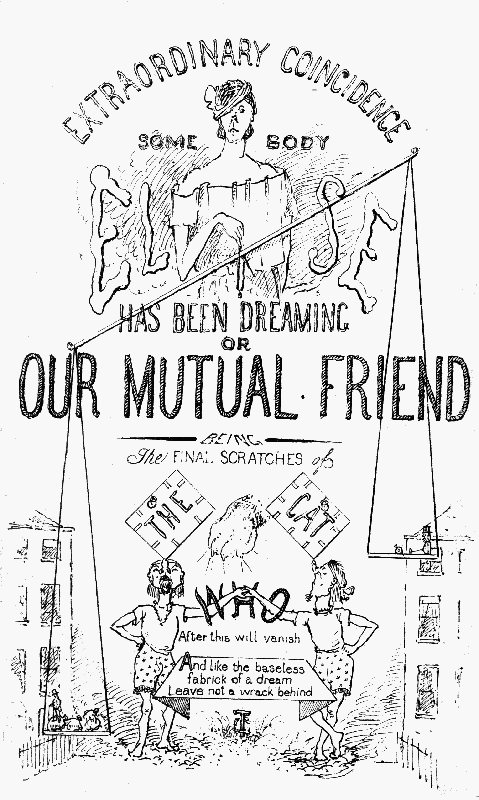 EXTRAORDINARY COINCIDENCE
SOME BODY
ELSE
HAS BEEN DREAMING
OR
OUR MUTUAL FRIEND
BEING
The FINAL SCRATCHES of
THE CAT
WHO
After this will vanish
And like the baseless
fabrick of a dream
Leave not a wrack behind